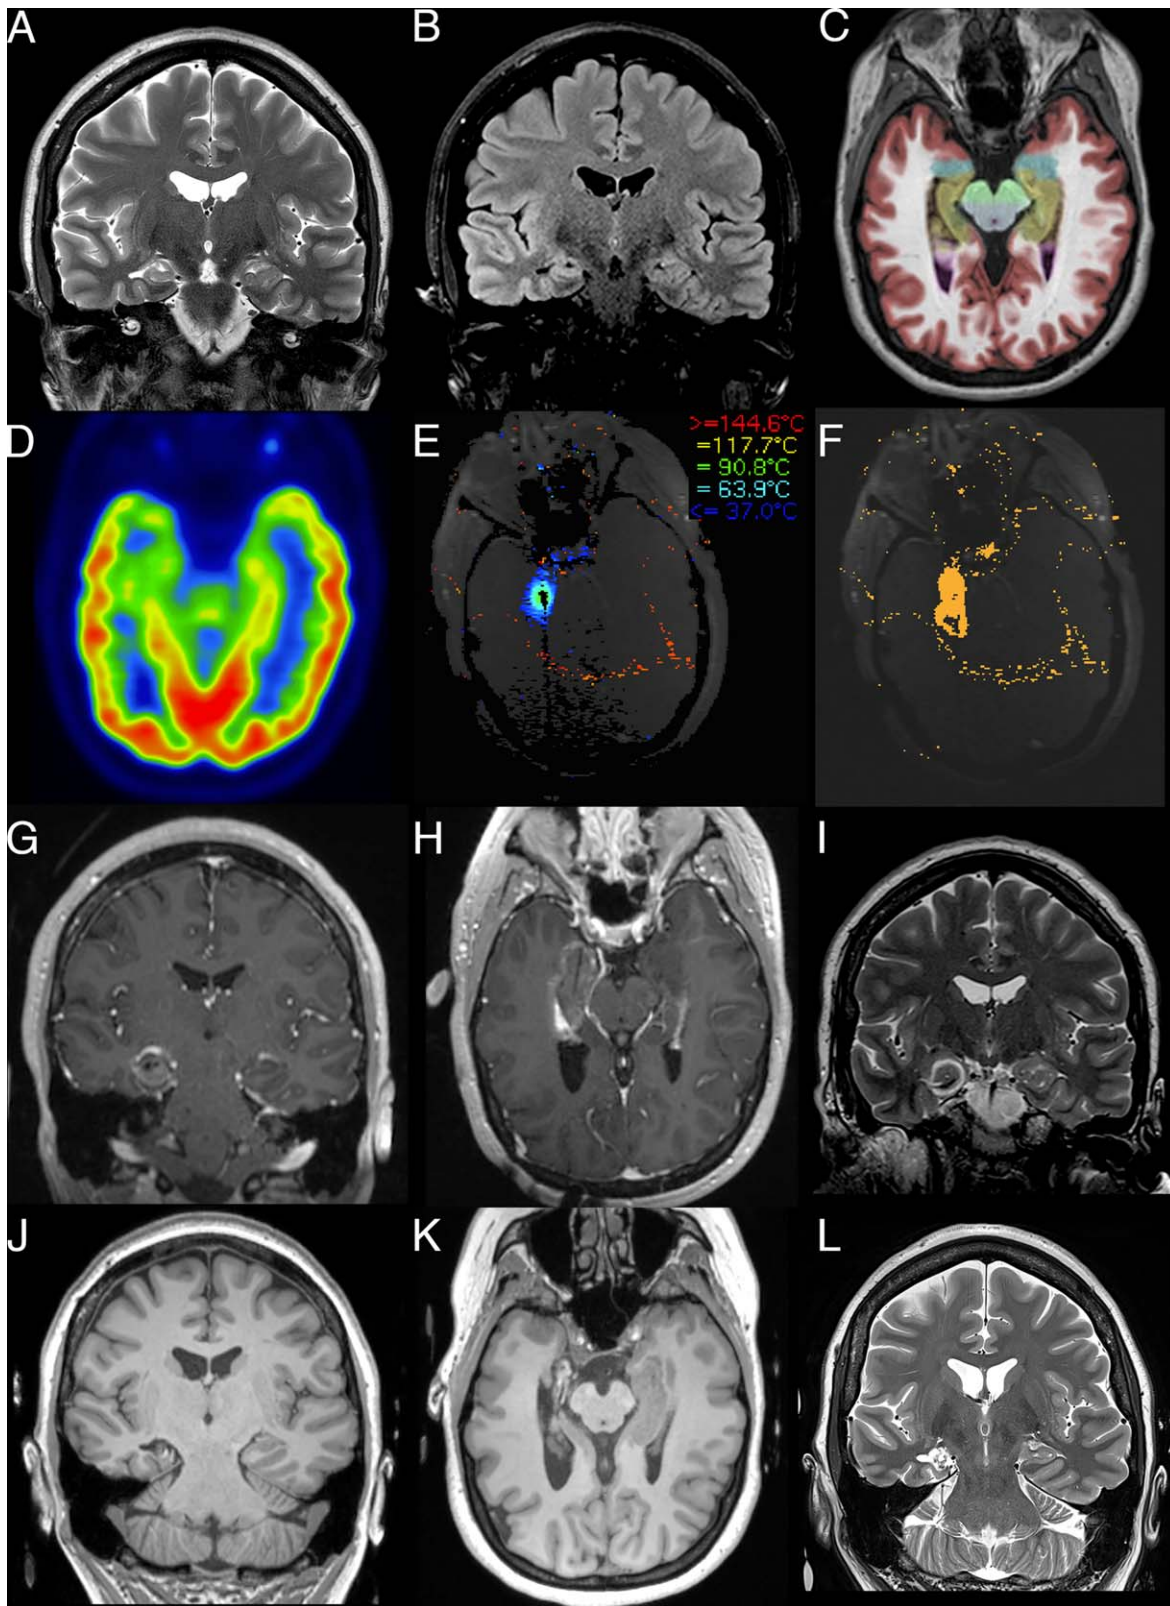 A
B
C
D
E
>=144.6°C
=117.7°C
= 90.8°C
= 63.9°C
<= 37.0°C
F
G
H
I
J
K
L